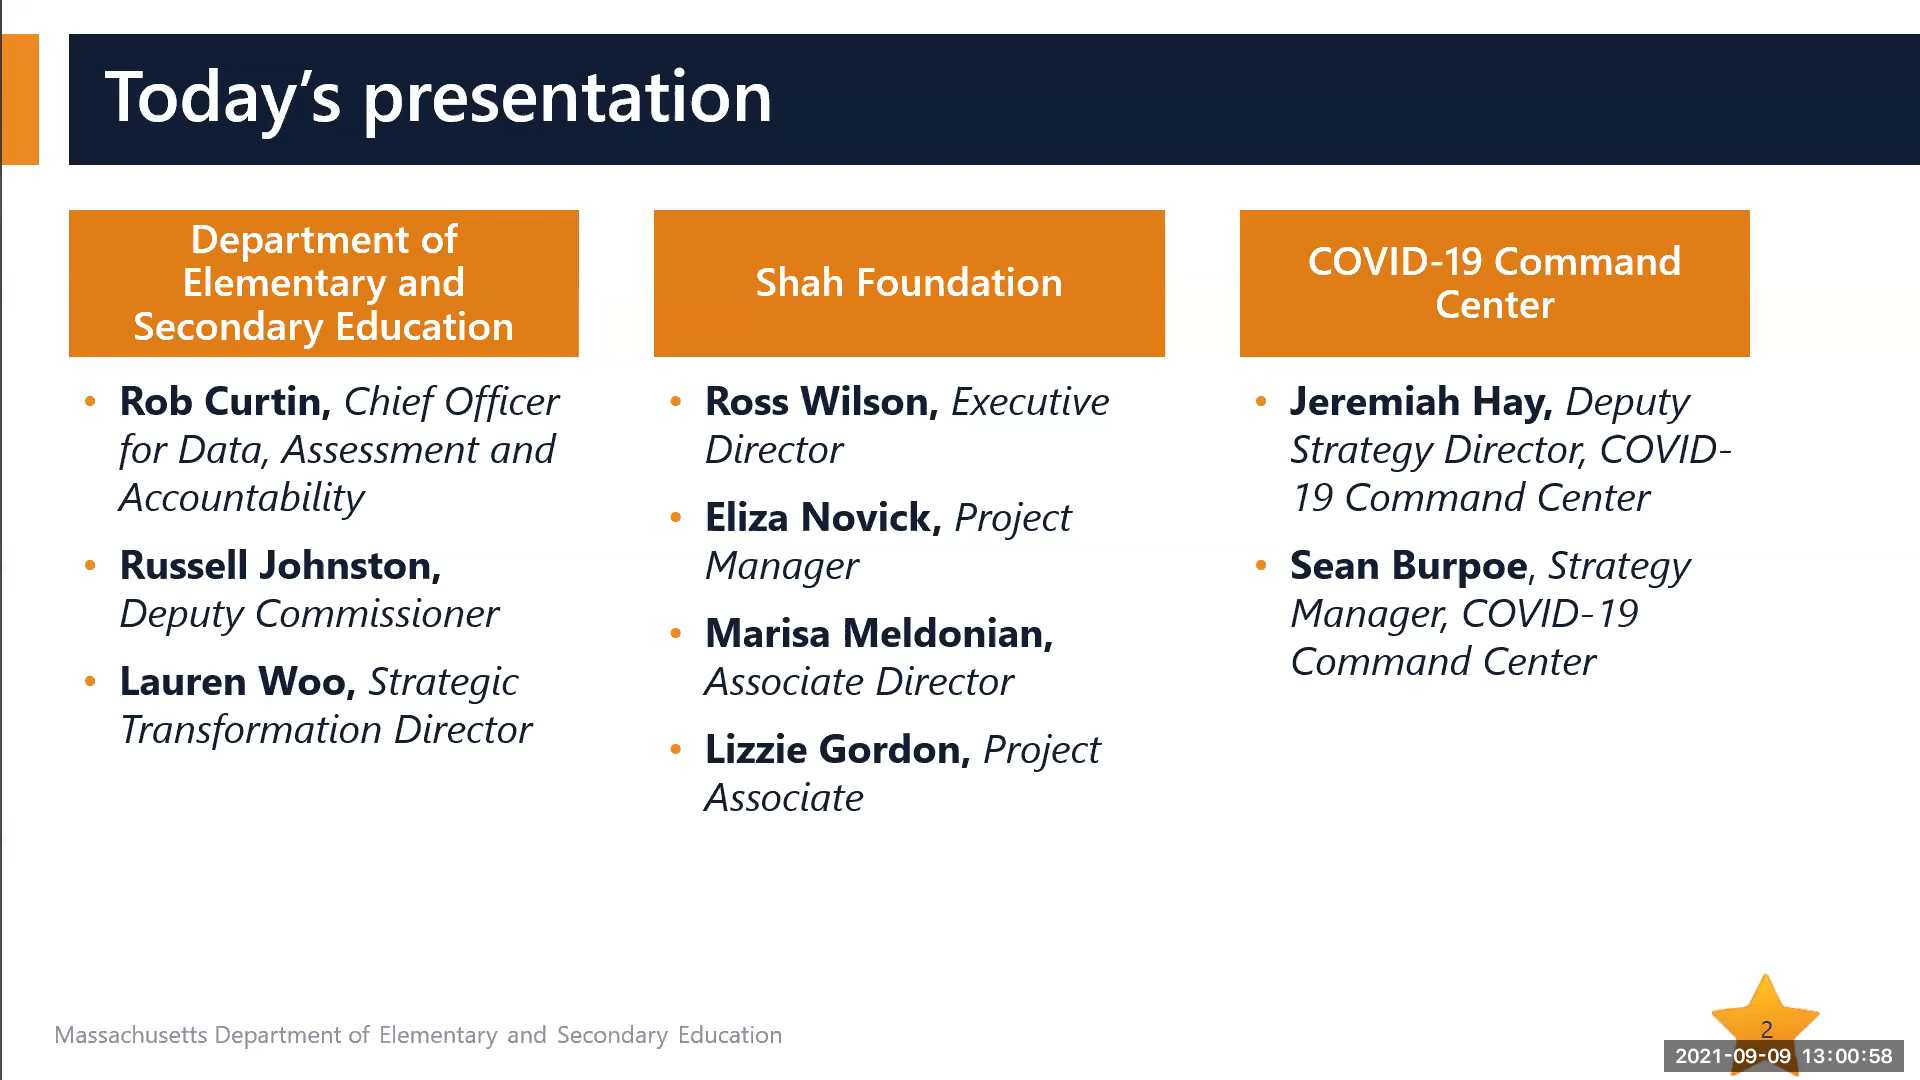 Today’s presentation
Department of
Elementary and
Secondary Education
• Rob Curtin, Chief Officer
for Data, Assessment and
Accountability
• Russell Johnston,
Deputy Commissioner
• Lauren Woo, Strategic
Transformation Director
Shah Foundation
• Ross Wilson, Executive
Director
• Eliza Novick, Project
Manager
• Marisa Meldonian,
Associate Director
• Lizzie Gordon, Project
Associate
COVID-19 Command
Center
• Jeremiah Hay, Deputy
Strategy Director, COVID-
19 Command Center
• Sean Burpoe, Strategy
Manager, COVID-19
Command Center
Massachusetts Department of Elementary and Secondary Education
2
2021-09-09 13:00:58